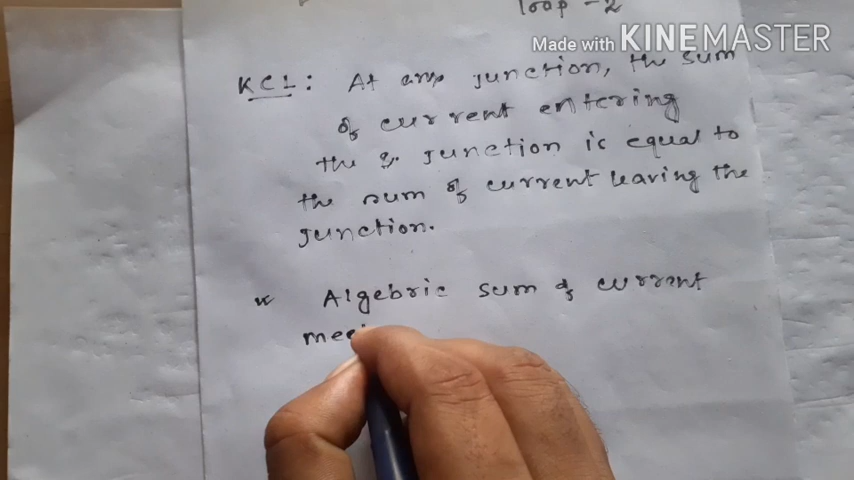 loop - 2
Made with KINEMASTER
KCL : At any junction, the sum
of current entering
the junction is equal to
the sum of current leaving the
junction.
* Algebric sum of current
mee